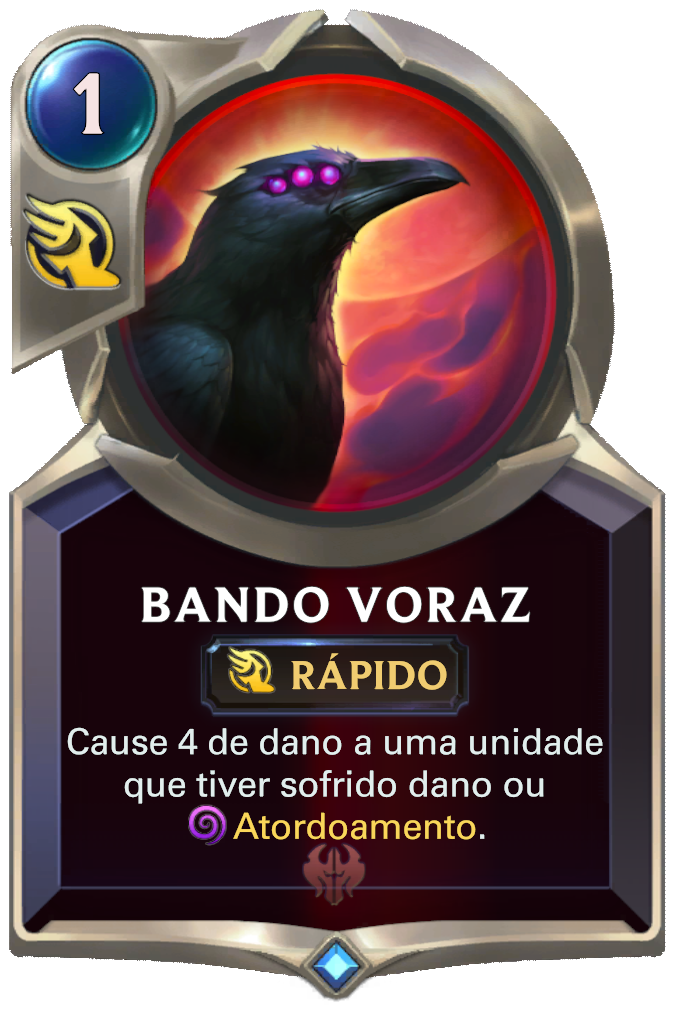 1
BANDO VORAZ
RÁPIDO
Cause 4 de dano a uma unidade
que tiver sofrido dano ou
Atordoamento.